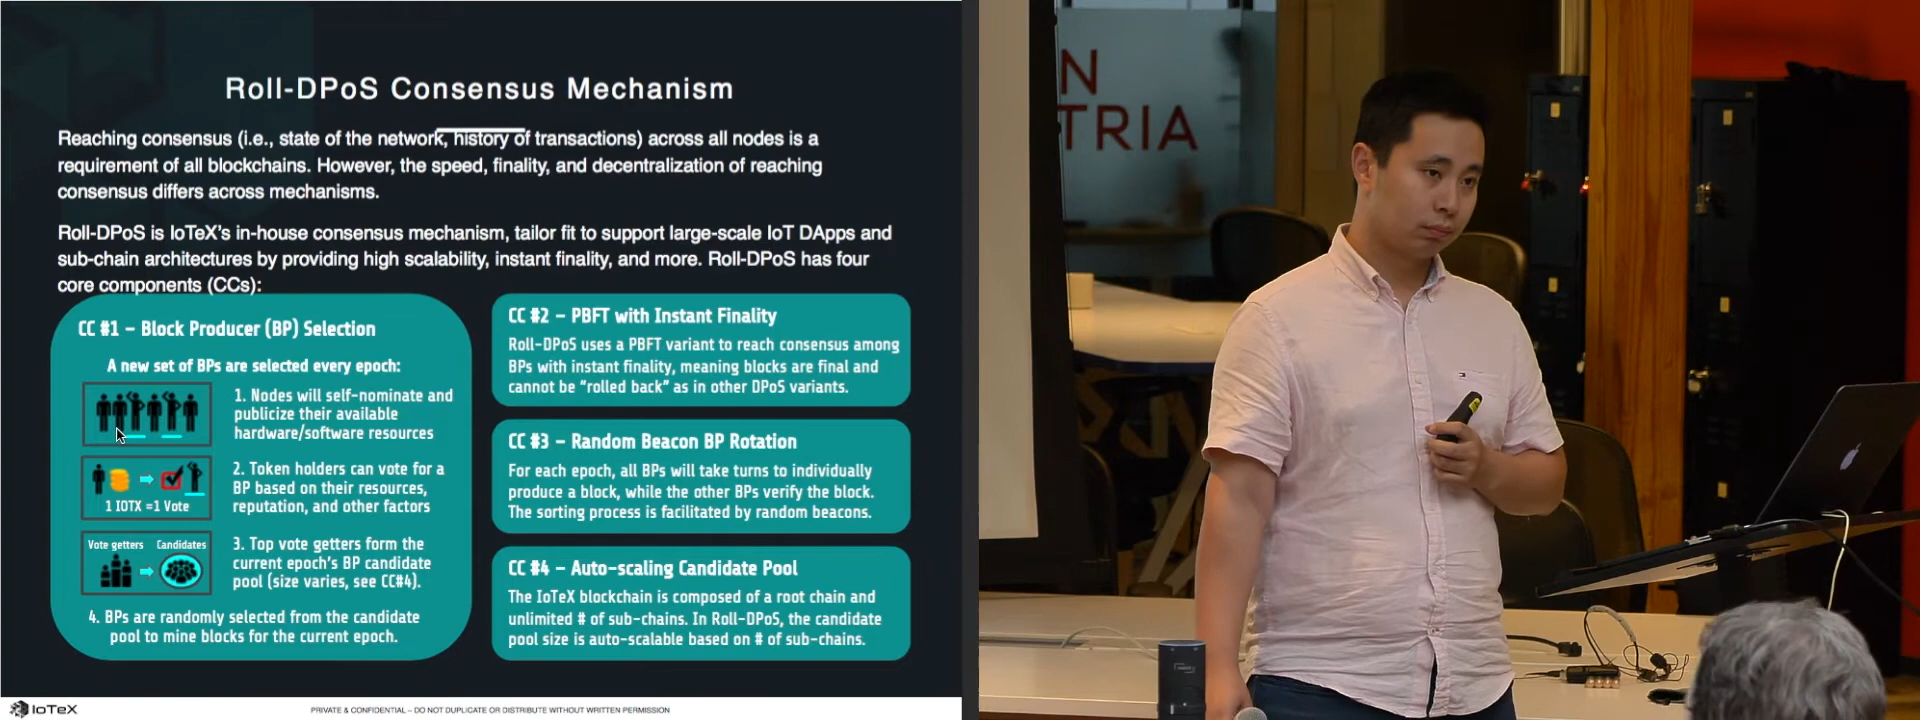 Roll-DPoS Consensus Mechanism
Reaching consensus (i.e., state of the network, history of transactions) across all nodes is a
requirement of all blockchains. However, the speed, finality, and decentralization of reaching
consensus differs across mechanisms.
Roll-DPoS is IoTeX's in-house consensus mechanism, tailor fit to support large-scale IoT DApps and
sub-chain architectures by providing high scalability, instant finality, and more. Roll-DPoS has four
core components (CCs):
CC #1 – Block Producer (BP) Selection
A new set of BPs are selected every epoch:
1. Nodes will self-nominate and
publicize their available
hardware/software resources
1 IOTX =1 Vote
2. Token holders can vote for a
BP based on their resources,
reputation, and other factors
Vote getters Candidates
3. Top vote getters form the
current epoch's BP candidate
pool (size varies, see CC#4).
4. BPs are randomly selected from the candidate
pool to mine blocks for the current epoch.
CC #2 – PBFT with Instant Finality
Roll-DPoS uses a PBFT variant to reach consensus among
BPs with instant finality, meaning blocks are final and
cannot be "rolled back" as in other DPoS variants.
CC #3 – Random Beacon BP Rotation
For each epoch, all BPs will take turns to individually
produce a block, while the other BPs verify the block.
The sorting process is facilitated by random beacons.
CC #4 – Auto-scaling Candidate Pool
The IoTeX blockchain is composed of a root chain and
unlimited # of sub-chains. In Roll-DPoS, the candidate
pool size is auto-scalable based on # of sub-chains.
IoTeX
PRIVATE & CONFIDENTIAL – DO NOT DUPLICATE OR DISTRIBUTE WITHOUT WRITTEN PERMISSION
N
TRIA